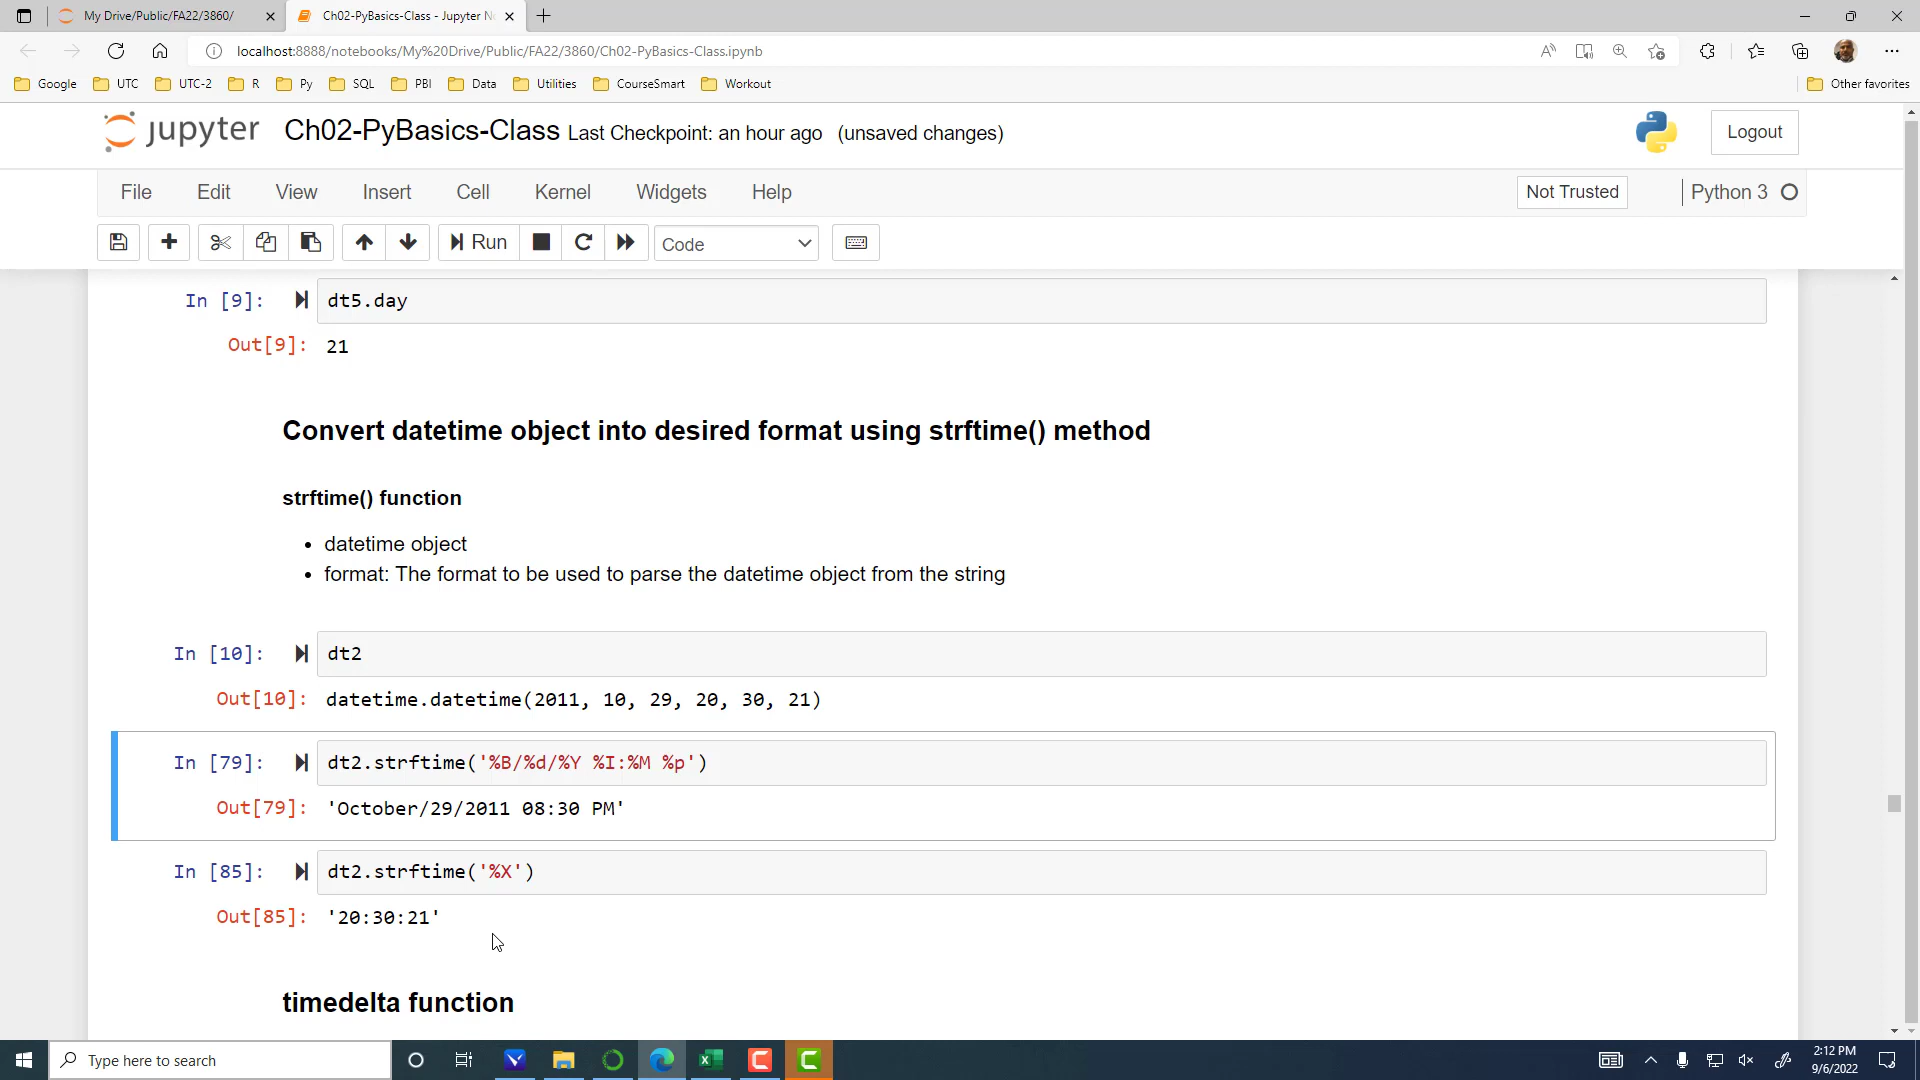 My Drive/Public/FA22/3860/
Ch02-PyBasics-Class - Jupyter No
localhost:8888/notebooks/My%20Drive/Public/FA22/3860/Ch02-PyBasics-Class.ipynb
Google UTC UTC-2 R Py SQL PBI Data Utilities CourseSmart Workout Other favorites
jupyter Ch02-PyBasics-Class Last Checkpoint: an hour ago (unsaved changes)
Logout
File Edit View Insert Cell Kernel Widgets Help Not Trusted Python 3
Run Code
In [9]: dt5.day
Out[9]: 21
Convert datetime object into desired format using strftime() method
strftime() function
• datetime object
• format: The format to be used to parse the datetime object from the string
In [10]: dt2
Out[10]: datetime.datetime(2011, 10, 29, 20, 30, 21)
In [79]: dt2.strftime('%B/%d/%Y %I:%M %p')
Out[79]: 'October/29/2011 08:30 PM'
In [85]: dt2.strftime('%X')
Out[85]: '20:30:21'
timedelta function
Type here to search
2:12 PM
9/6/2022